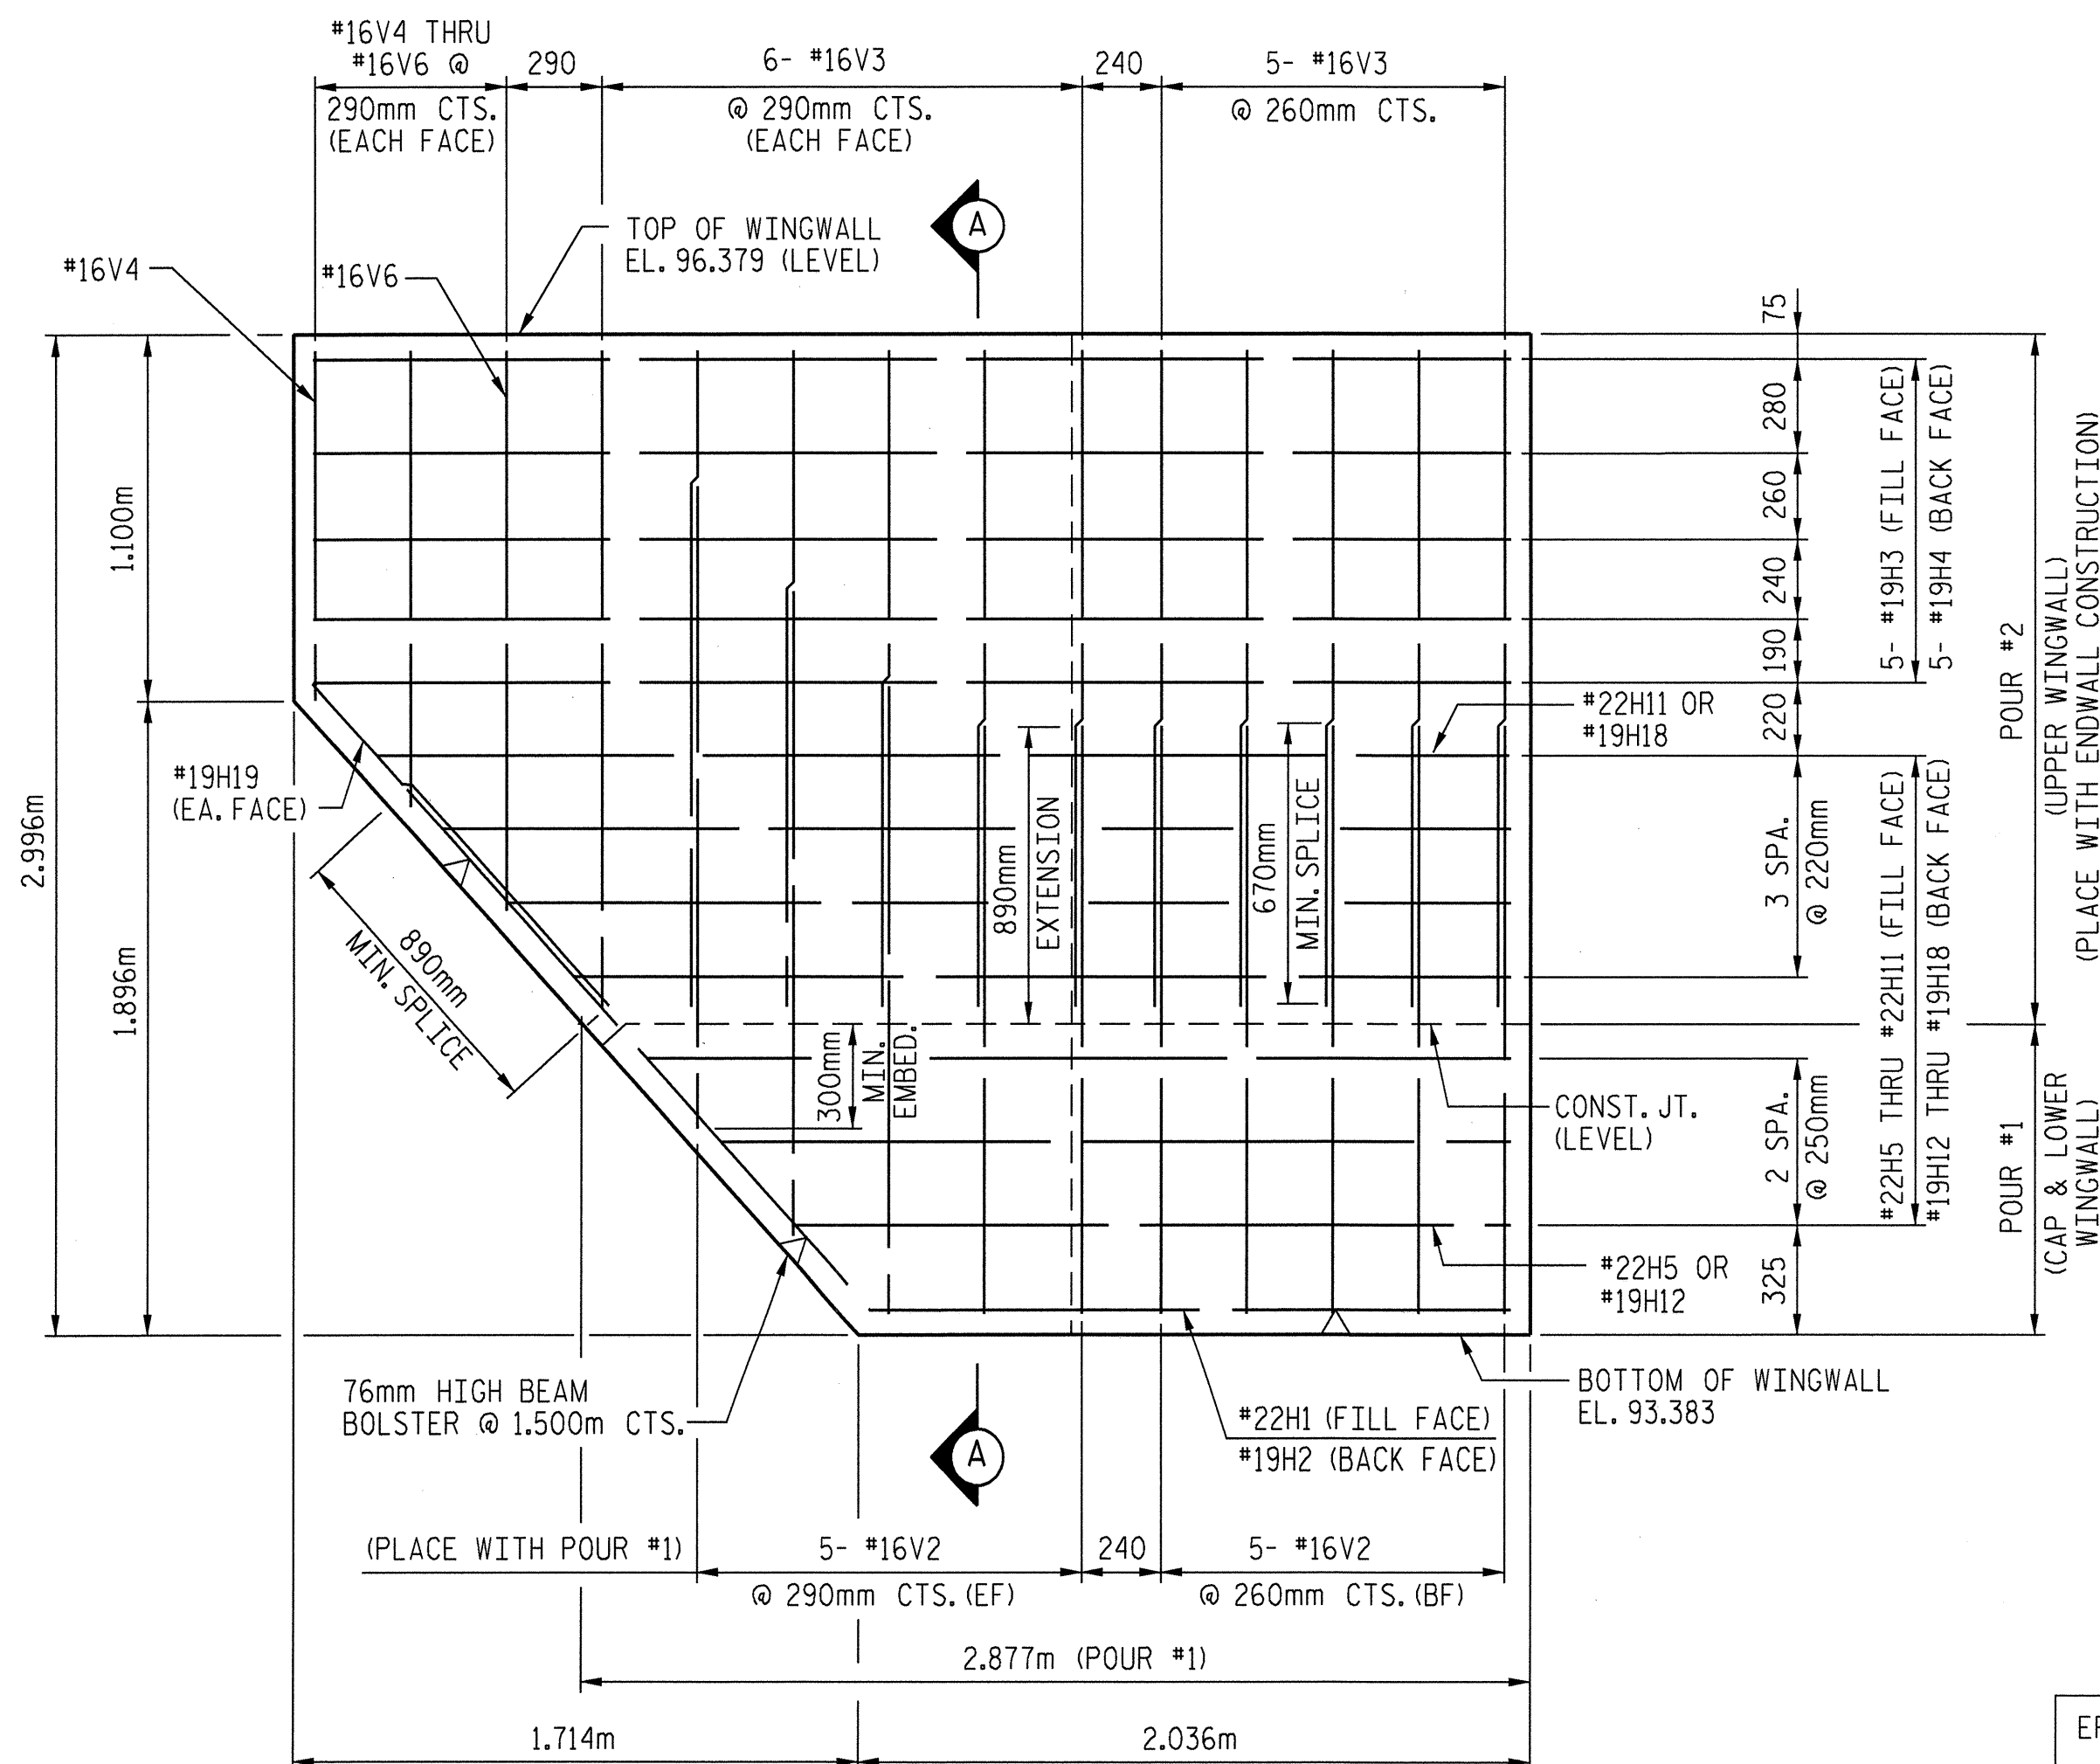 #16V4 THRU
#16V6 @
290mm CTS.
(EACH FACE)
290
6- #16V3
@ 290mm CTS.
(EACH FACE)
240
5- #16V3
@ 260mm CTS.
A
TOP OF WINGWALL
EL. 96.379 (LEVEL)
#16V4
#16V6
75
280
260
240
190
220
5- #19H3 (FILL FACE)
5- #19H4 (BACK FACE)
POUR #2
(UPPER WINGWALL)
(PLACE WITH ENDWALL CONSTRUCTION)
1.100m
2.996m
1.896m
#22H11 OR
#19H18
#19H19
(EA. FACE)
890mm
MIN. SPLICE
890mm
EXTENSION
670mm
MIN. SPLICE
3 SPA.
@ 220mm
#22H5 THRU #22H11 (FILL FACE)
#19H12 THRU #19H18 (BACK FACE)
300mm
MIN.
EMBED.
CONST. JT.
(LEVEL)
2 SPA.
@ 250mm
POUR #1
(CAP & LOWER
WINGWALL)
#22H5 OR
#19H12
325
76mm HIGH BEAM
BOLSTER @ 1.500m CTS.
BOTTOM OF WINGWALL
EL. 93.383
#22H1 (FILL FACE)
#19H2 (BACK FACE)
A
(PLACE WITH POUR #1)
5- #16V2
@ 290mm CTS. (EF)
240
5- #16V2
@ 260mm CTS. (BF)
2.877m (POUR #1)
1.714m
2.036m